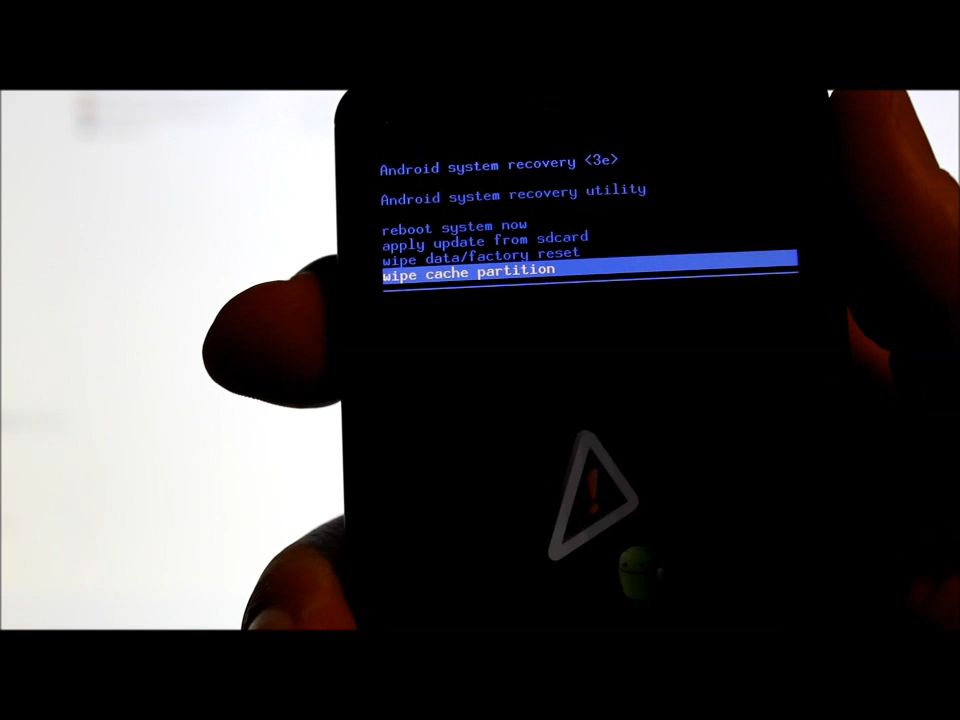 Android system recovery <3e>
Android system recovery utility
reboot system now
apply update from sdcard
wipe data/factory reset
wipe cache partition
!